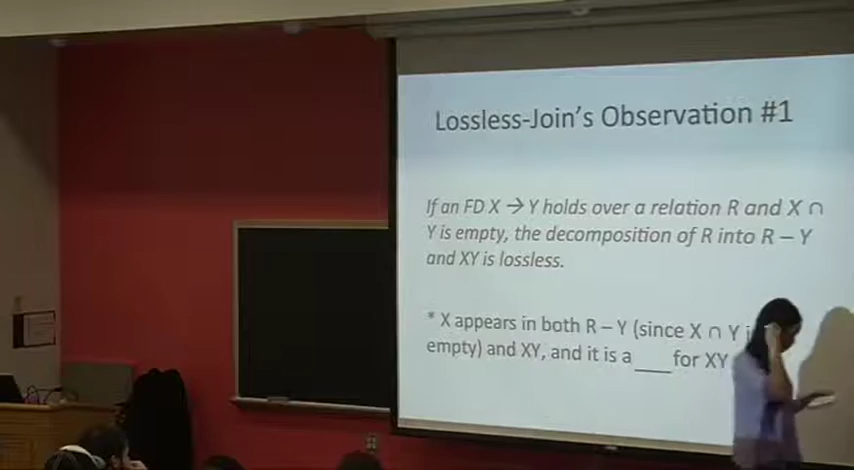 Lossless-Join's Observation #1
If an FD X → Y holds over a relation R and X ∩
Y is empty, the decomposition of R into R – Y
and XY is lossless.
* X appears in both R – Y (since X ∩ Y
empty) and XY, and it is a ____ for XY